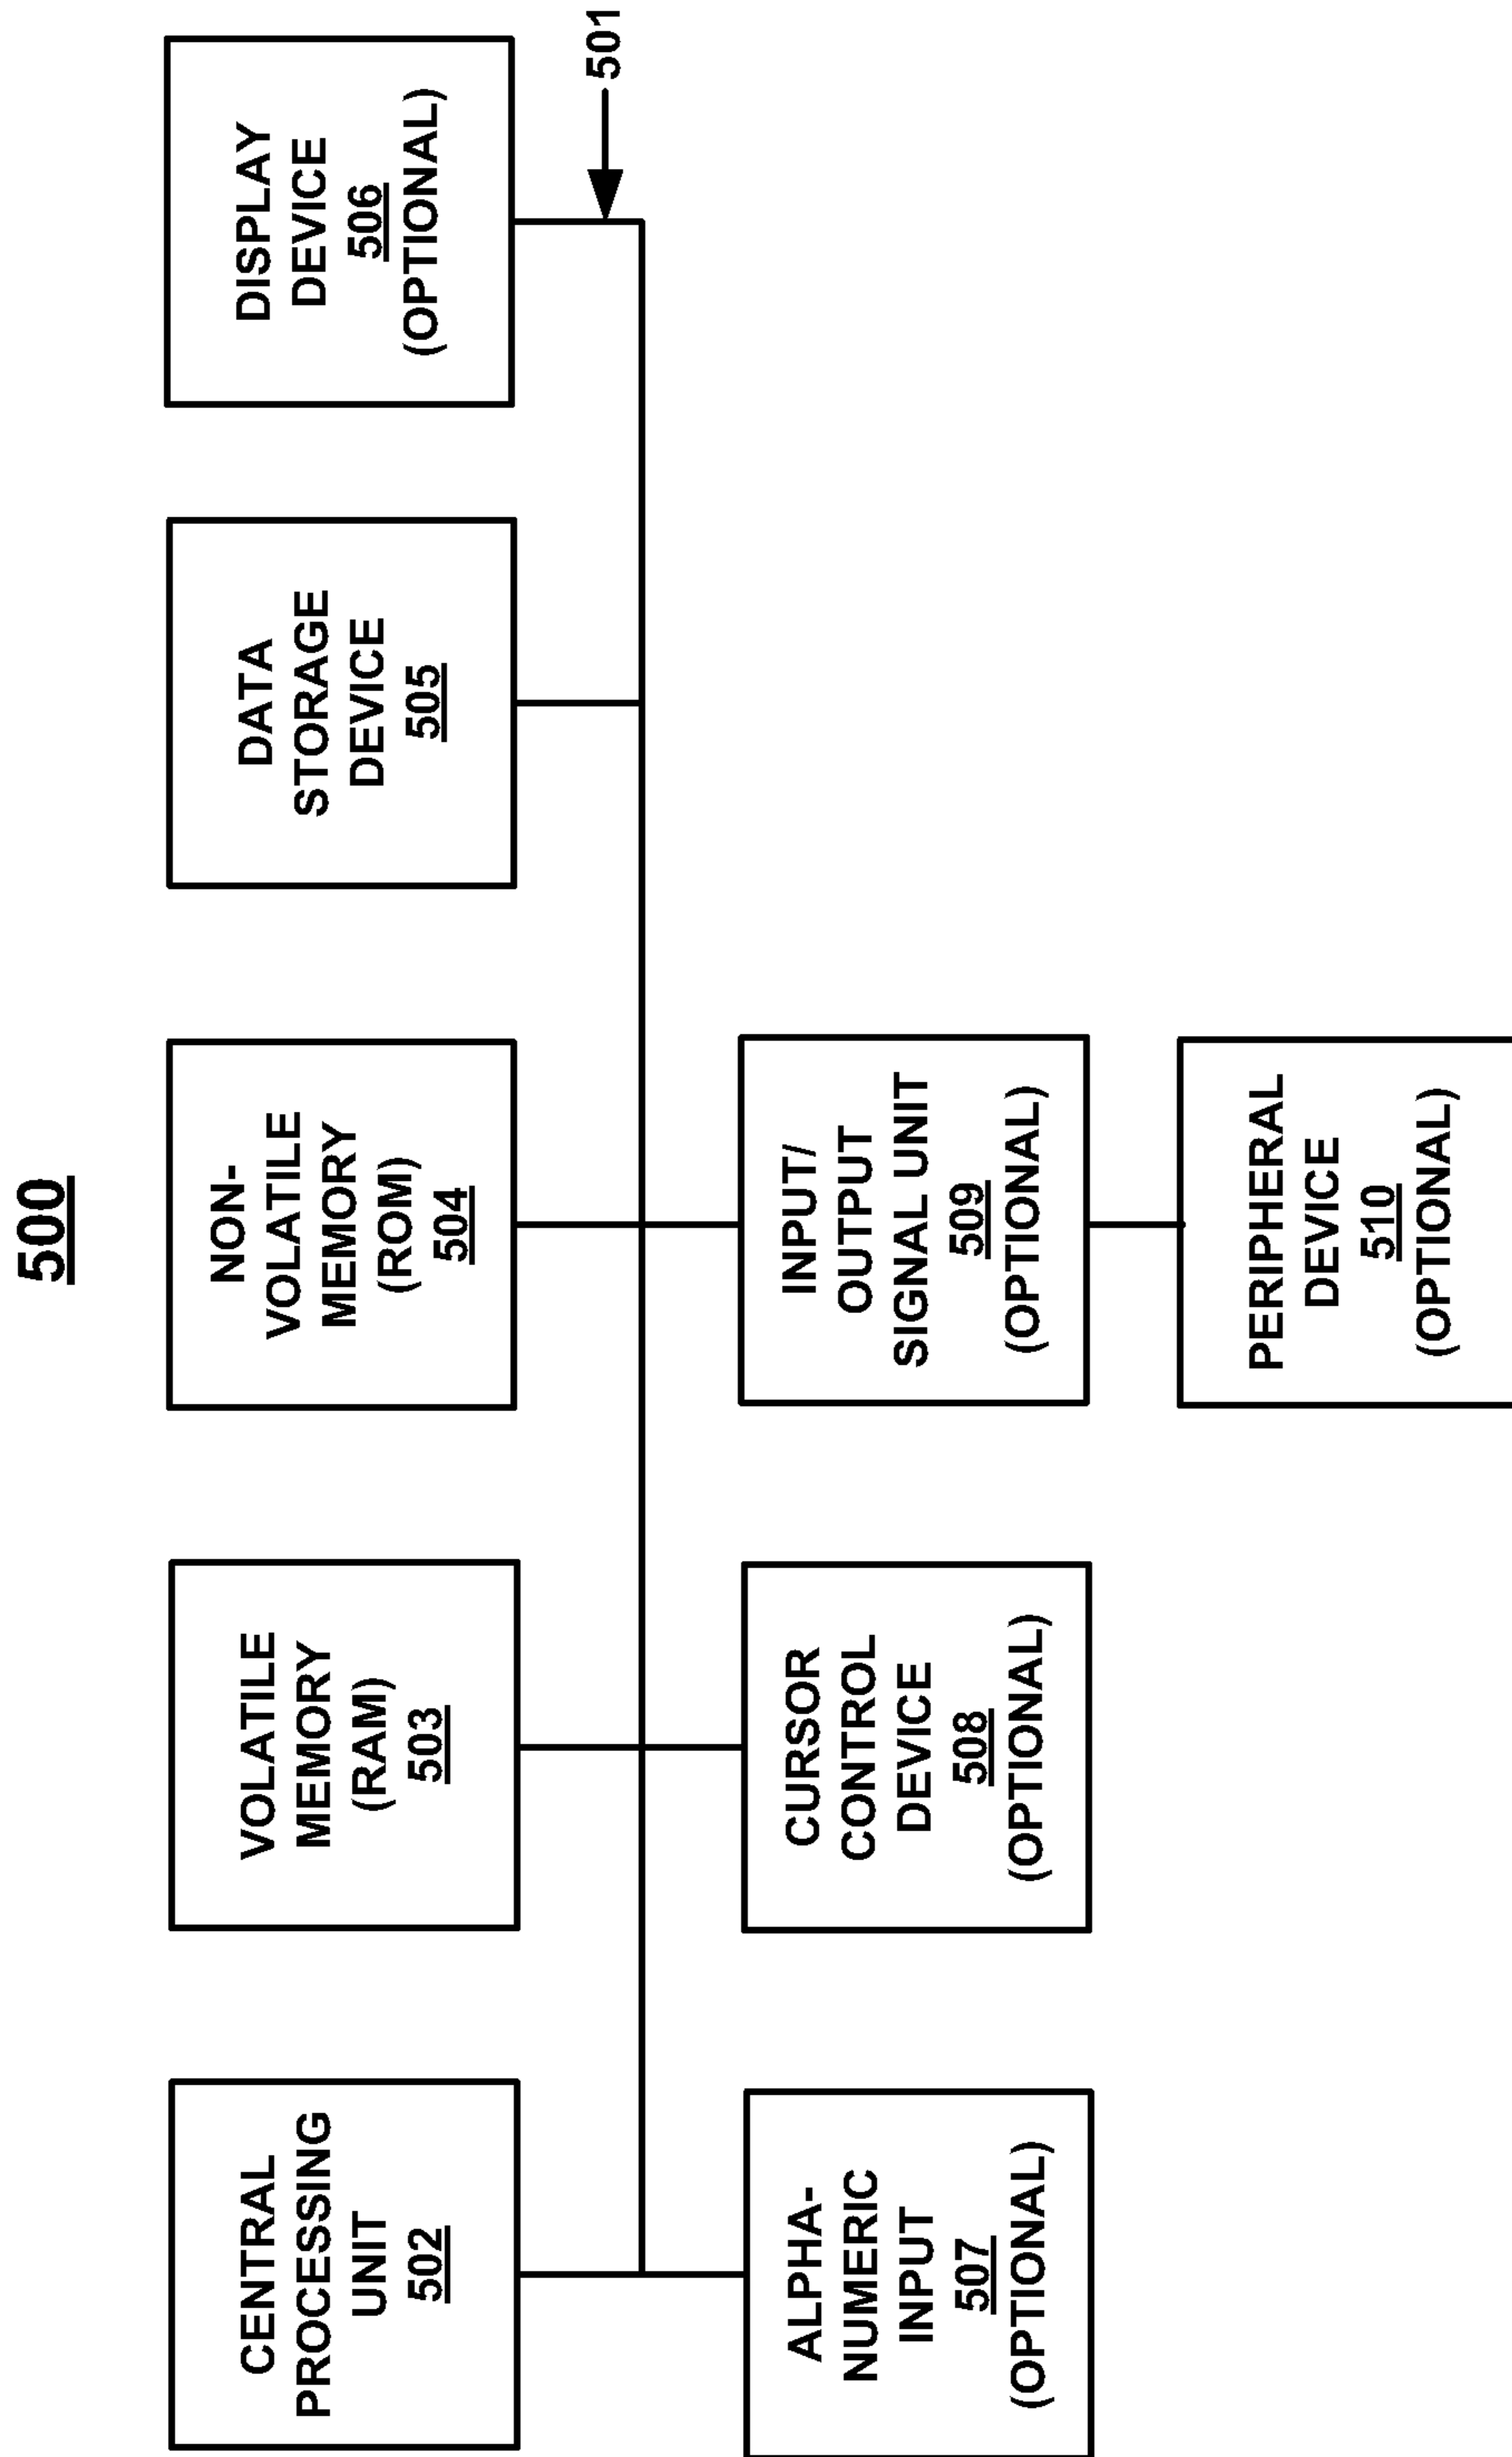 500
CENTRAL
PROCESSING
UNIT
502
VOLATILE
MEMORY
(RAM)
503
NON-
VOLATILE
MEMORY
(ROM)
504
DATA
STORAGE
DEVICE
505
DISPLAY
DEVICE
506
(OPTIONAL)
501
ALPHA-
NUMERIC
INPUT
507
(OPTIONAL)
CURSOR
CONTROL
DEVICE
508
(OPTIONAL)
INPUT/
OUTPUT
SIGNAL UNIT
509
(OPTIONAL)
PERIPHERAL
DEVICE
510
(OPTIONAL)